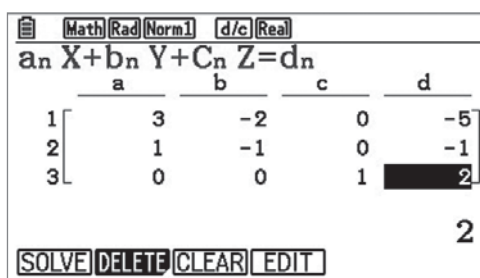 Math Rad Norm1 d/c Real
an X+bn Y+Cn Z=dn
a b c d
1 3 -2 0 -5
2 1 -1 0 -1
3 0 0 1 2
2
SOLVE DELETE CLEAR EDIT